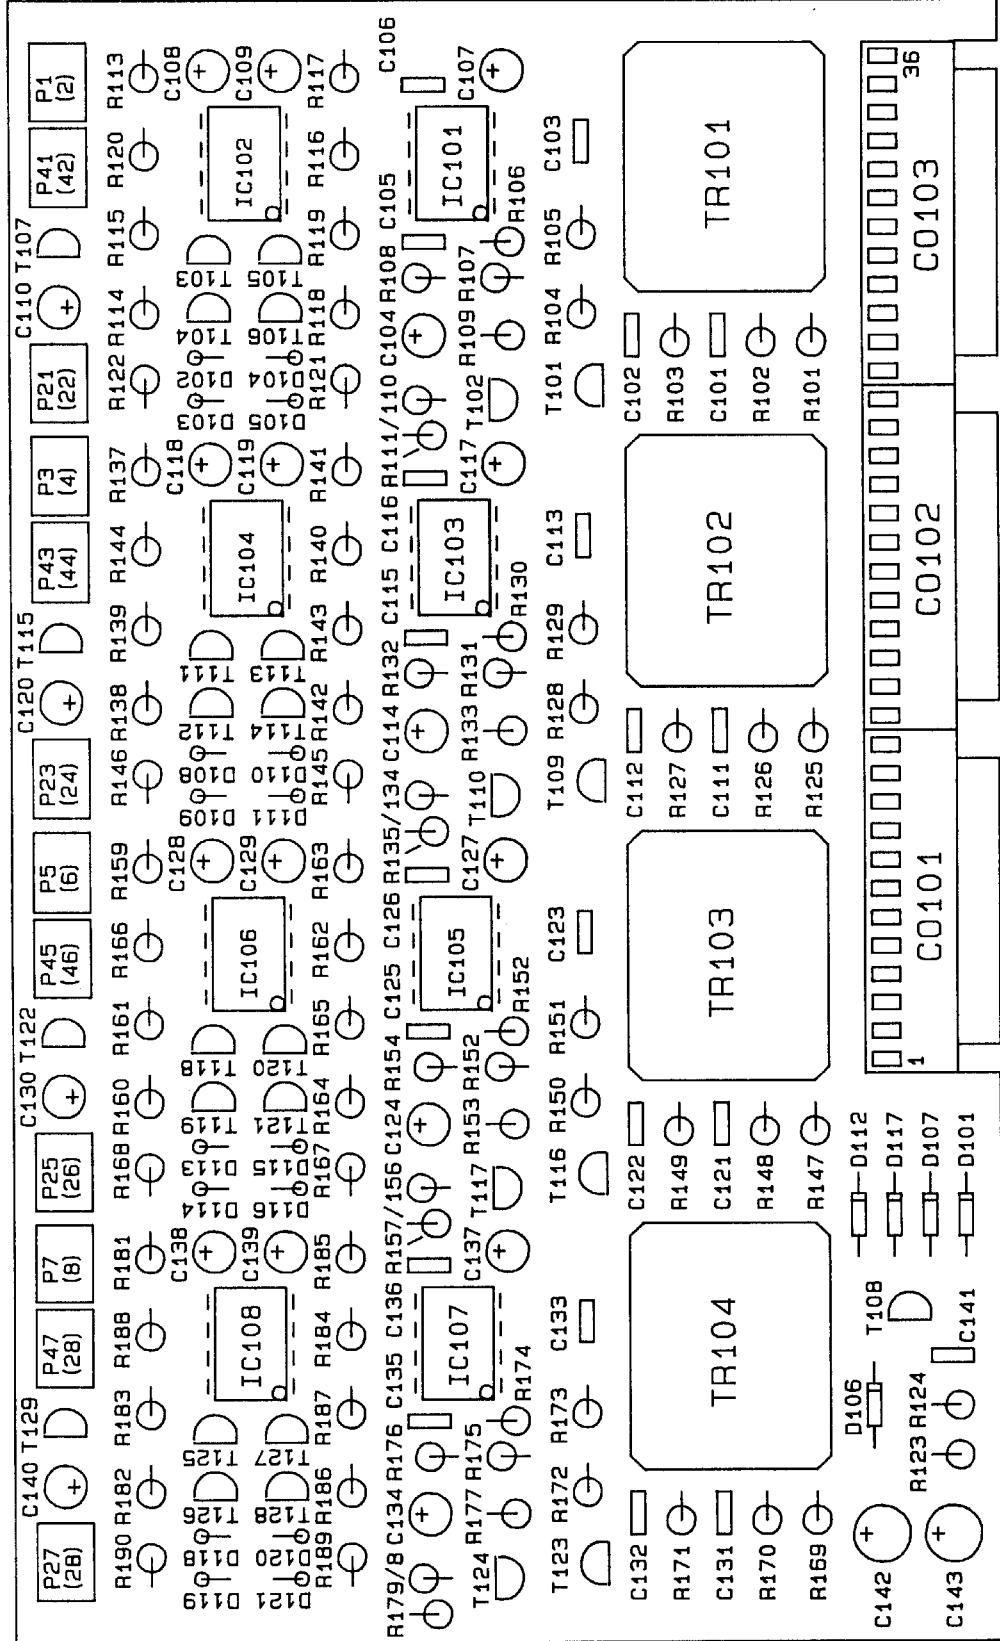 P1
(2)
R113
C108
C109
R117
C106
C107
P41
(42)
R120
IC102
R116
IC101
C103
TR101
36
CO103
C110 T107
R115
T103
T105
R119
C105
R108
R107
R106
R105
R114
T104
T106
R118
C104
R109
R104
P21
(22)
R122
D102
D104
D103
D105
R121
R111/110
T102
T101
C102
R103
C101
R102
R101
P3
(4)
R137
C118
C119
R141
C116
C117
P43
(44)
R144
IC104
R140
IC103
C113
TR102
CO102
C120 T115
R139
T111
T113
R143
C115
R132
R131
R130
R129
R138
T112
T114
R142
C114
R133
R128
P23
(24)
R146
D108
D110
D109
D111
R145
R135/134
T110
T109
C112
R127
C111
R126
R125
P5
(6)
R159
C128
C129
R163
C126
C127
P45
(46)
R166
IC106
R162
IC105
C123
TR103
CO101
1
C130 T122
R161
T118
T120
R165
C125
R154
R152
R152
R151
R160
T119
T121
R164
C124
R153
R150
P25
(26)
R168
D113
D115
D114
D116
R167
R157/156
T117
T116
C122
R149
C121
R148
R147
D112
D117
D107
D101
P7
(8)
R181
C138
C139
R185
C136
C137
P47
(28)
R188
IC108
R184
IC107
C133
TR104
T108
C141
C140 T129
R183
T125
T127
R187
C135
R176
R175
R174
R173
D106
R124
R123
R182
T126
T128
R186
C134
R177
R172
P27
(28)
R190
D118
D120
D119
D121
R189
R179/8
T124
T123
C132
R171
C131
R170
R169
C142
C143